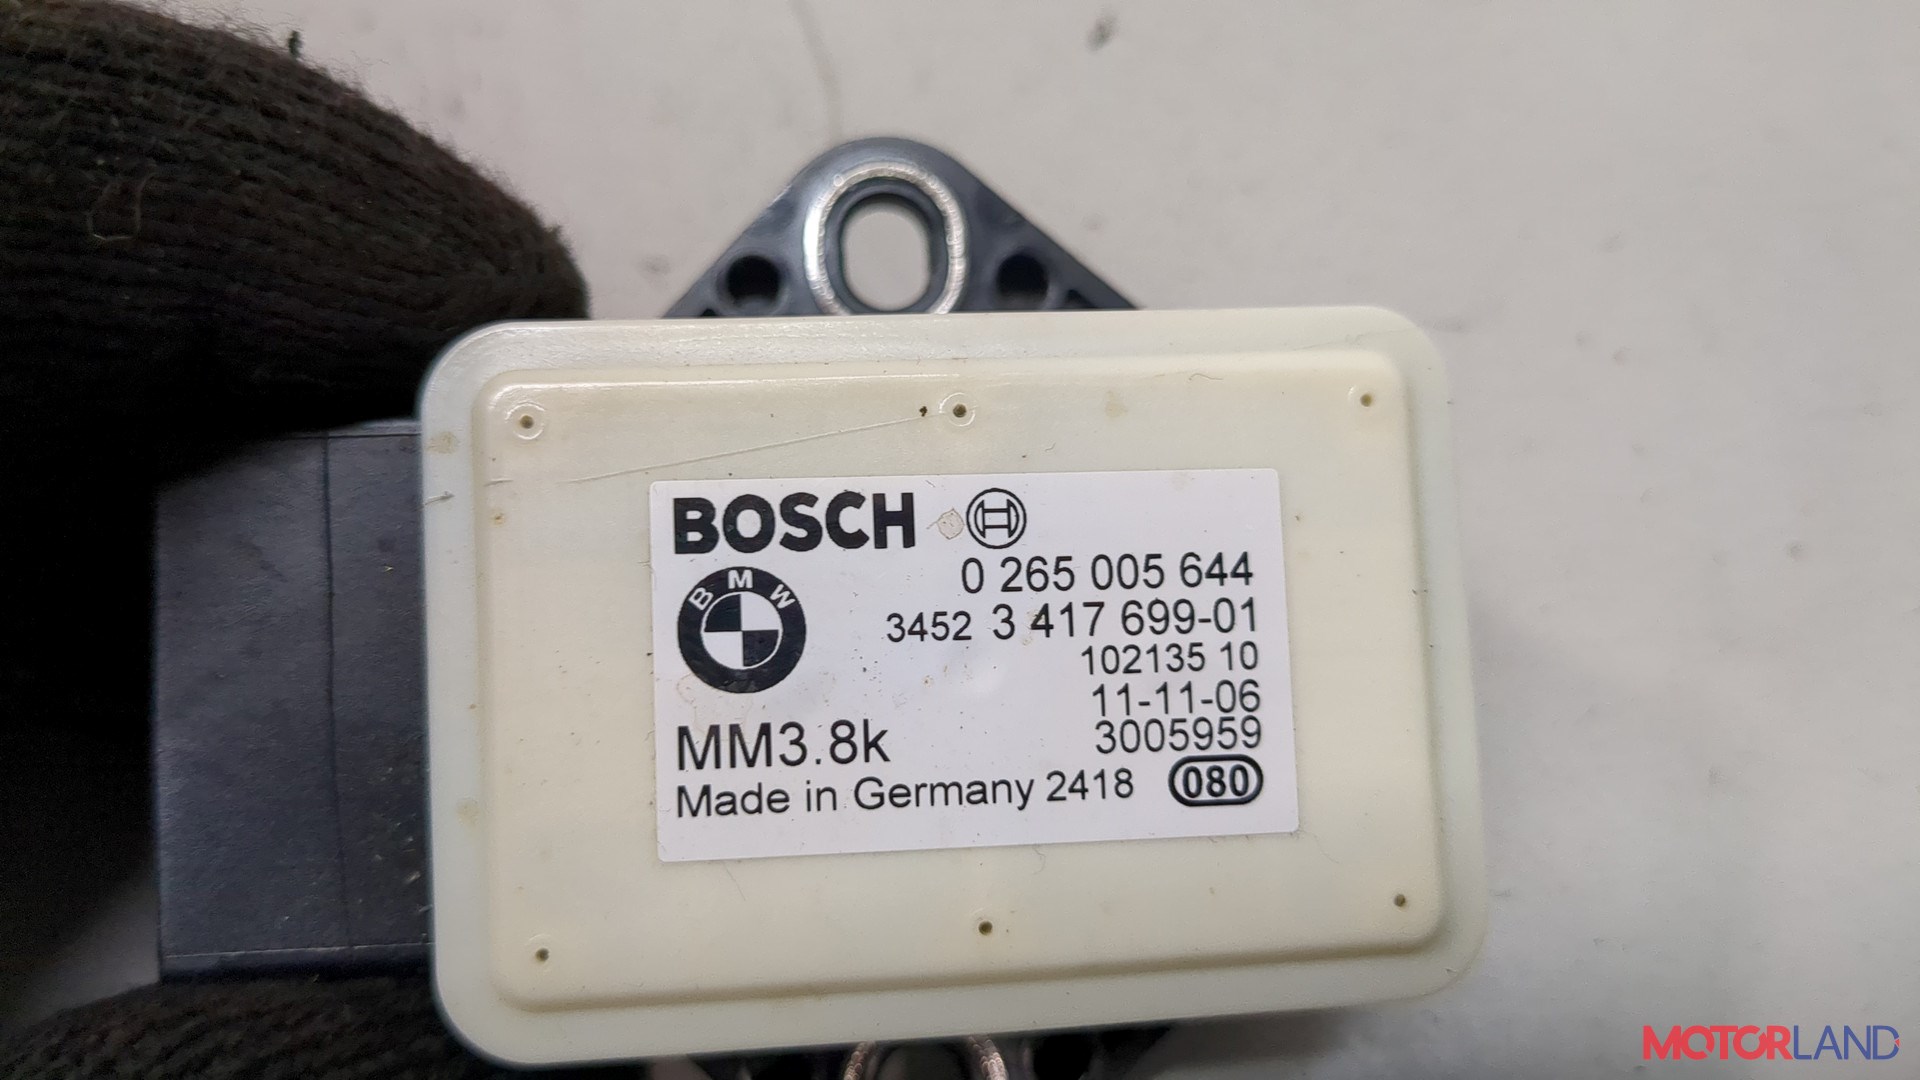 BOSCH
0 265 005 644
BMW
3452 3 417 699-01
102135 10
11-11-06
MM3.8k
3005959
Made in Germany 2418 080
MOTORLAND